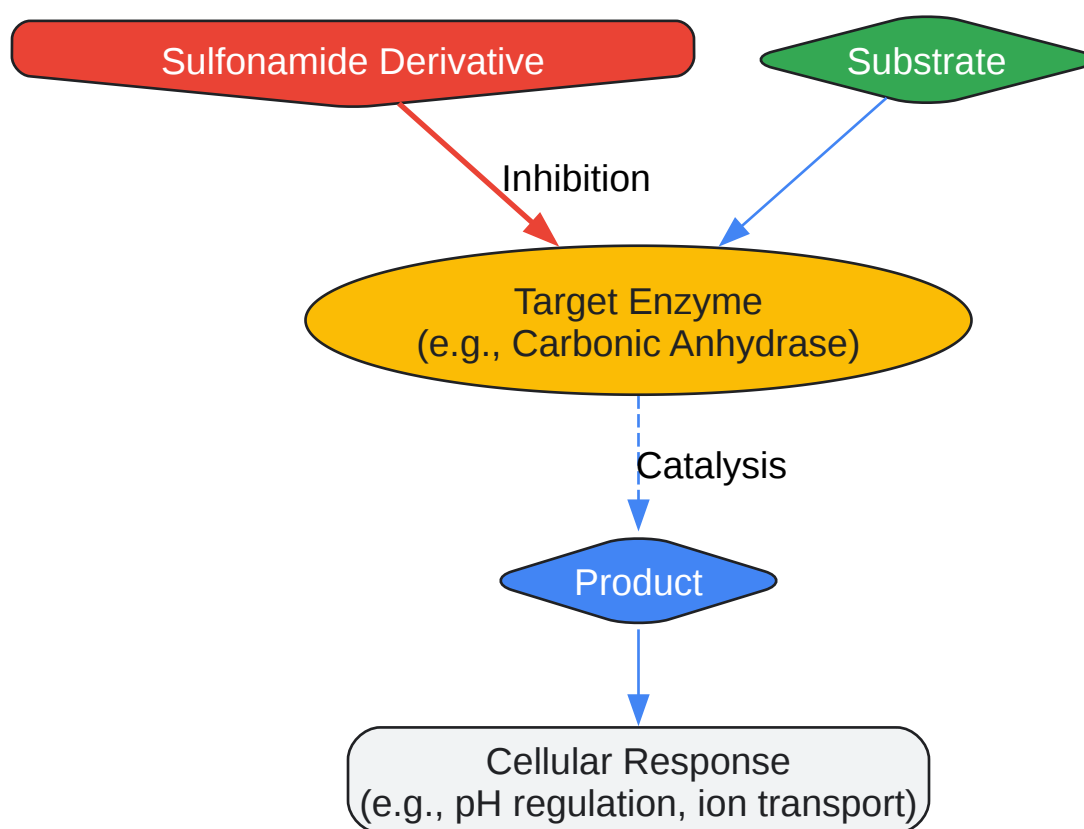 Sulfonamide Derivative
Substrate
Inhibition
Target Enzyme
(e.g., Carbonic Anhydrase)
Catalysis
Product
Cellular Response
(e.g., pH regulation, ion transport)